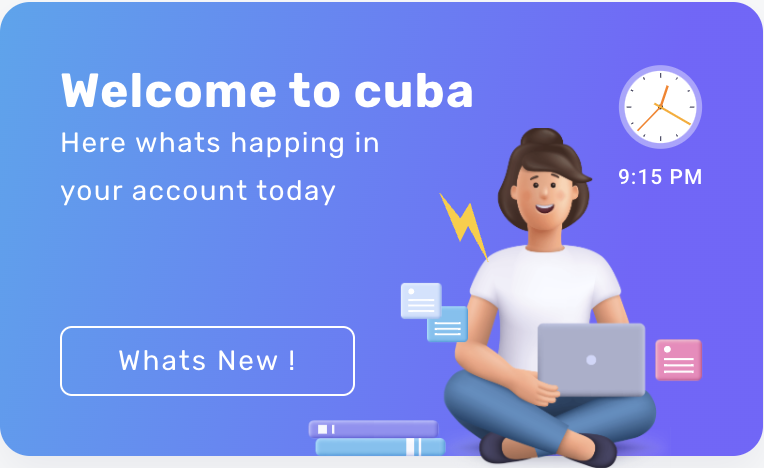 Welcome to cuba
Here whats happing in
your account today
9:15 PM
Whats New !